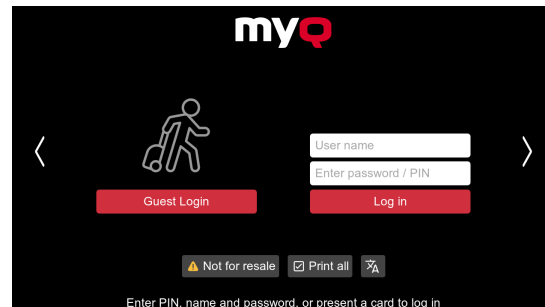 myQ
User name
Enter password / PIN
Guest Login
Log in
Not for resale
Print all
Enter PIN, name and password, or present a card to log in